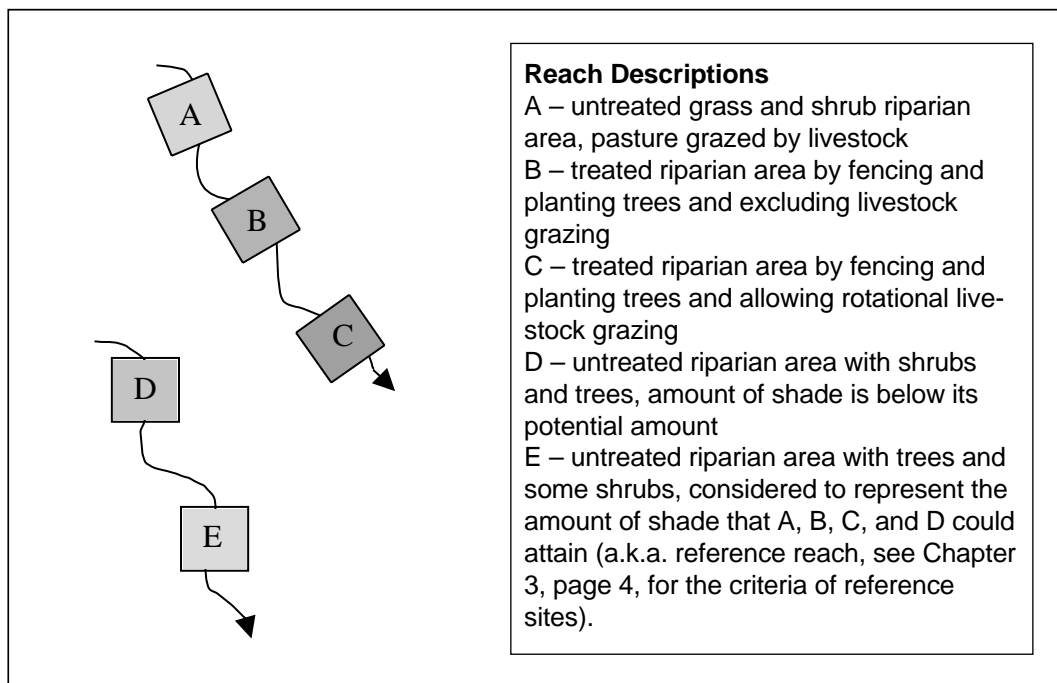 A
B
C
D
E
Reach Descriptions
A – untreated grass and shrub riparian
area, pasture grazed by livestock
B – treated riparian area by fencing and
planting trees and excluding livestock
grazing
C – treated riparian area by fencing and
planting trees and allowing rotational live-
stock grazing
D – untreated riparian area with shrubs
and trees, amount of shade is below its
potential amount
E – untreated riparian area with trees and
some shrubs, considered to represent the
amount of shade that A, B, C, and D could
attain (a.k.a. reference reach, see Chapter
3, page 4, for the criteria of reference
sites).